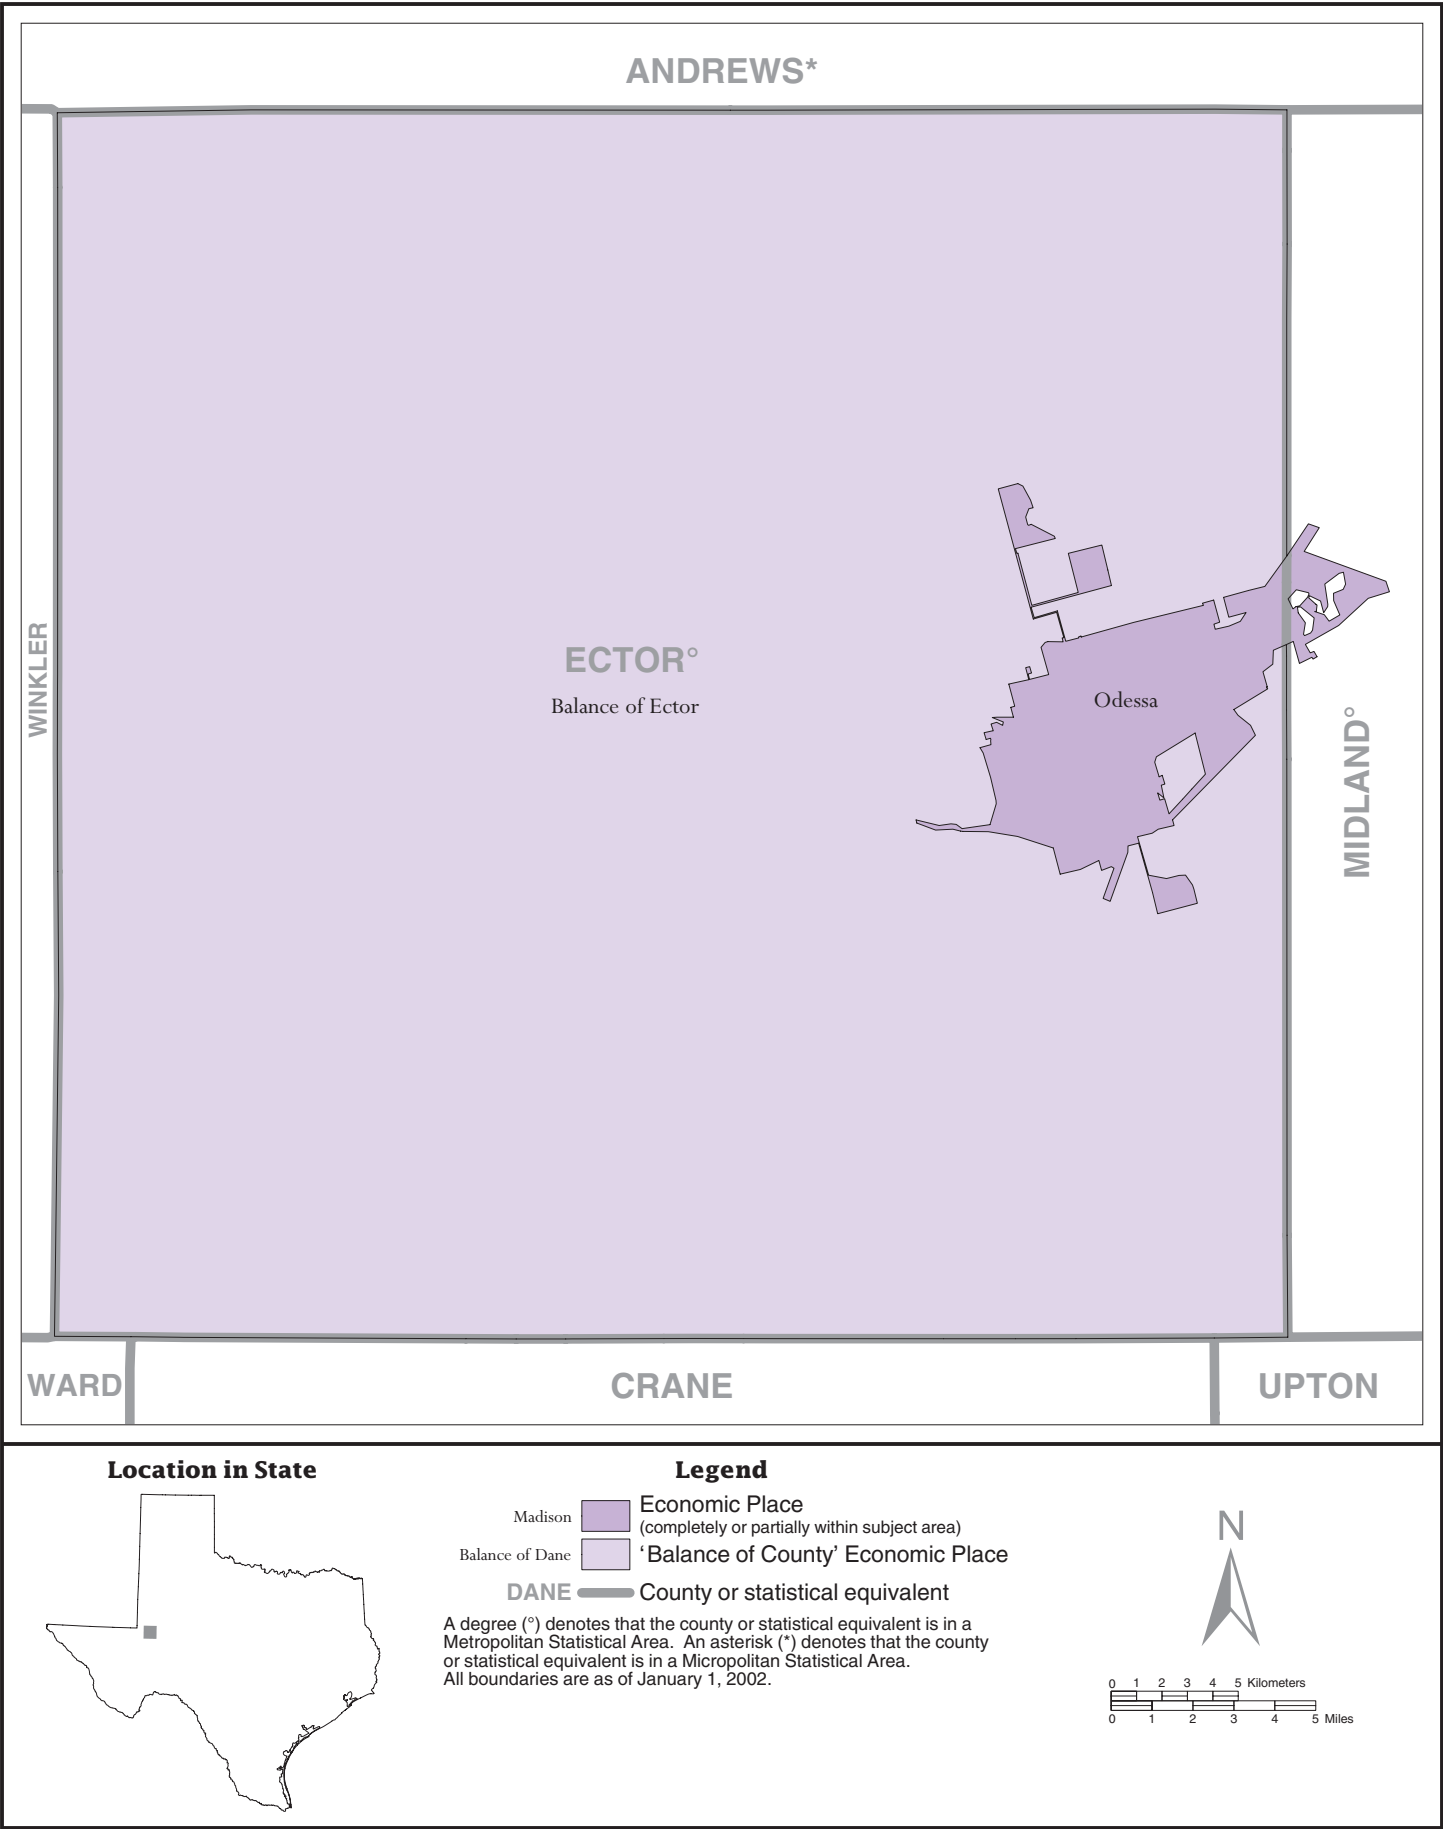 ANDREWS*
WINKLER
ECTOR°
Balance of Ector
Odessa
MIDLAND°
WARD
CRANE
UPTON
Location in State
Legend
Madison
Economic Place
(completely or partially within subject area)
Balance of Dane
‘Balance of County’ Economic Place
DANE
County or statistical equivalent
A degree (°) denotes that the county or statistical equivalent is in a
Metropolitan Statistical Area.  An asterisk (*) denotes that the county
or statistical equivalent is in a Micropolitan Statistical Area.
All boundaries are as of January 1, 2002.
N
0 1 2 3 4 5 Kilometers
0 1 2 3 4 5 Miles